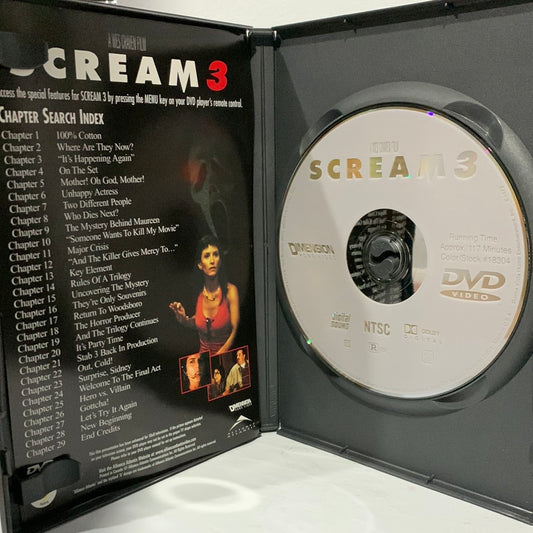 A WES CRAVEN FILM
SCREAM 3
access the special features for SCREAM 3 by pressing the MENU key on your DVD player's remote control.
CHAPTER SEARCH INDEX
Chapter 1 100% Cotton
Chapter 2 Where Are They Now?
Chapter 3 "It's Happening Again"
Chapter 4 On The Set
Chapter 5 Mother! Oh God, Mother!
Chapter 6 Unhappy Actress
Chapter 7 Two Different People
Chapter 8 Who Dies Next?
Chapter 9 The Mystery Behind Maureen
Chapter 10 "Someone Wants To Kill My Movie"
Chapter 11 Major Crisis
Chapter 12 "And The Killer Gives Mercy To…"
Chapter 13 Key Element
Chapter 14 Rules Of A Trilogy
Chapter 15 Uncovering The Mystery
Chapter 16 They're Only Souvenirs
Chapter 17 Return To Woodsboro
Chapter 18 The Horror Producer
Chapter 19 And The Trilogy Continues
Chapter 20 It's Party Time
Chapter 21 Stab 3 Back In Production
Chapter 22 Out, Cold!
Chapter 23 Surprise, Sidney
Chapter 24 Welcome To The Final Act
Chapter 25 Hero vs. Villain
Chapter 26 Gotcha!
Chapter 27 Let's Try It Again
Chapter 28 New Beginning
Chapter 29 End Credits
DIMENSION
DVD
A WES CRAVEN FILM
SCREAM 3
DIMENSION
Running Time
Approx. 117 Minutes
Color/Stock #18304
DVD
VIDEO
digital
SOUND
NTSC
DOLBY
DIGITAL
R